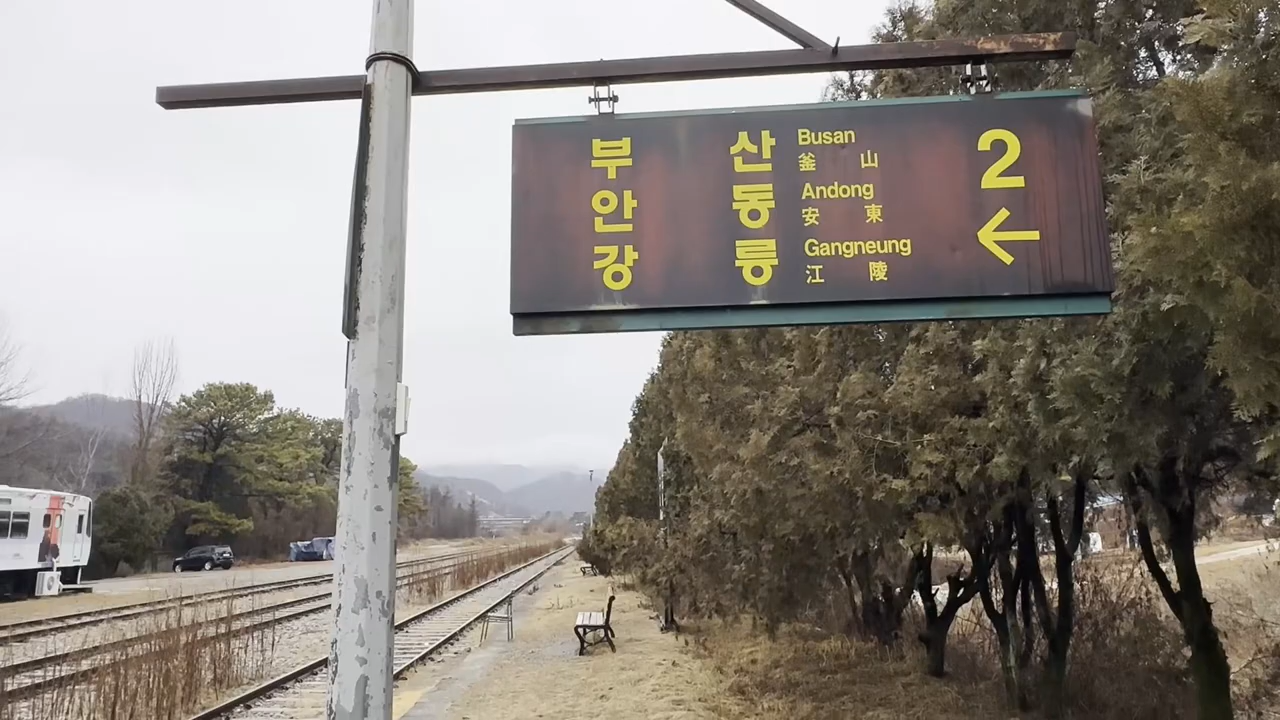 부 산 Busan
釜 山
안 동 Andong
安 東
강 릉 Gangneung
江 陵
2
←